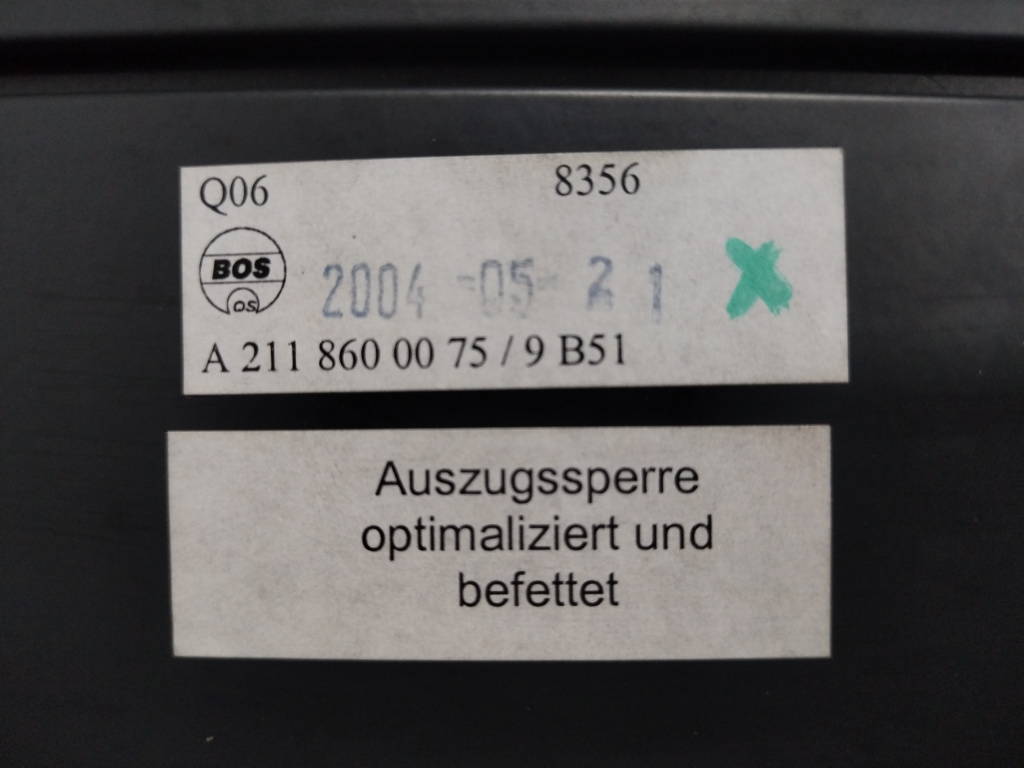 Q06 8356
BOS
OS
2004 -05- 21
A 211 860 00 75 / 9 B51
Auszugssperre
optimaliziert und
befettet